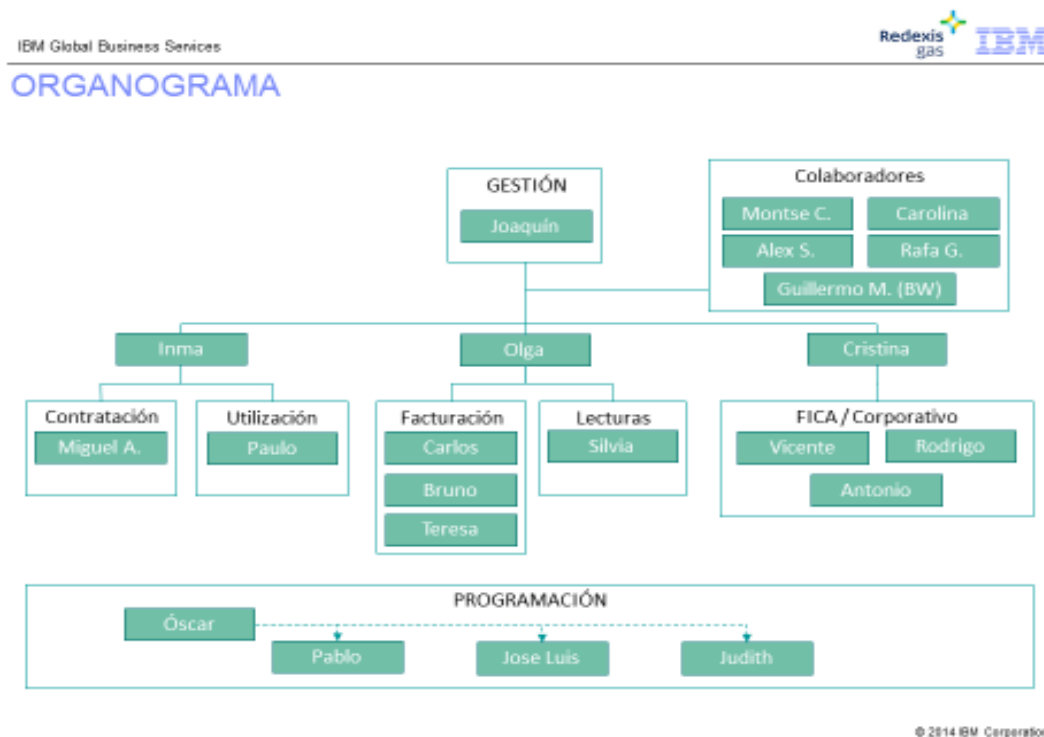 IBM Global Business Services
Redexis
gas
IBM
ORGANOGRAMA
GESTIÓN
Joaquín
Colaboradores
Montse C.
Carolina
Alex S.
Rafa G.
Guillermo M. (BW)
Inma
Olga
Cristina
Contratación
Miguel A.
Utilización
Paulo
Facturación
Carlos
Bruno
Teresa
Lecturas
Silvia
FICA / Corporativo
Vicente
Rodrigo
Antonio
PROGRAMACIÓN
Óscar
Pablo
Jose Luis
Judith
© 2014 IBM Corporation